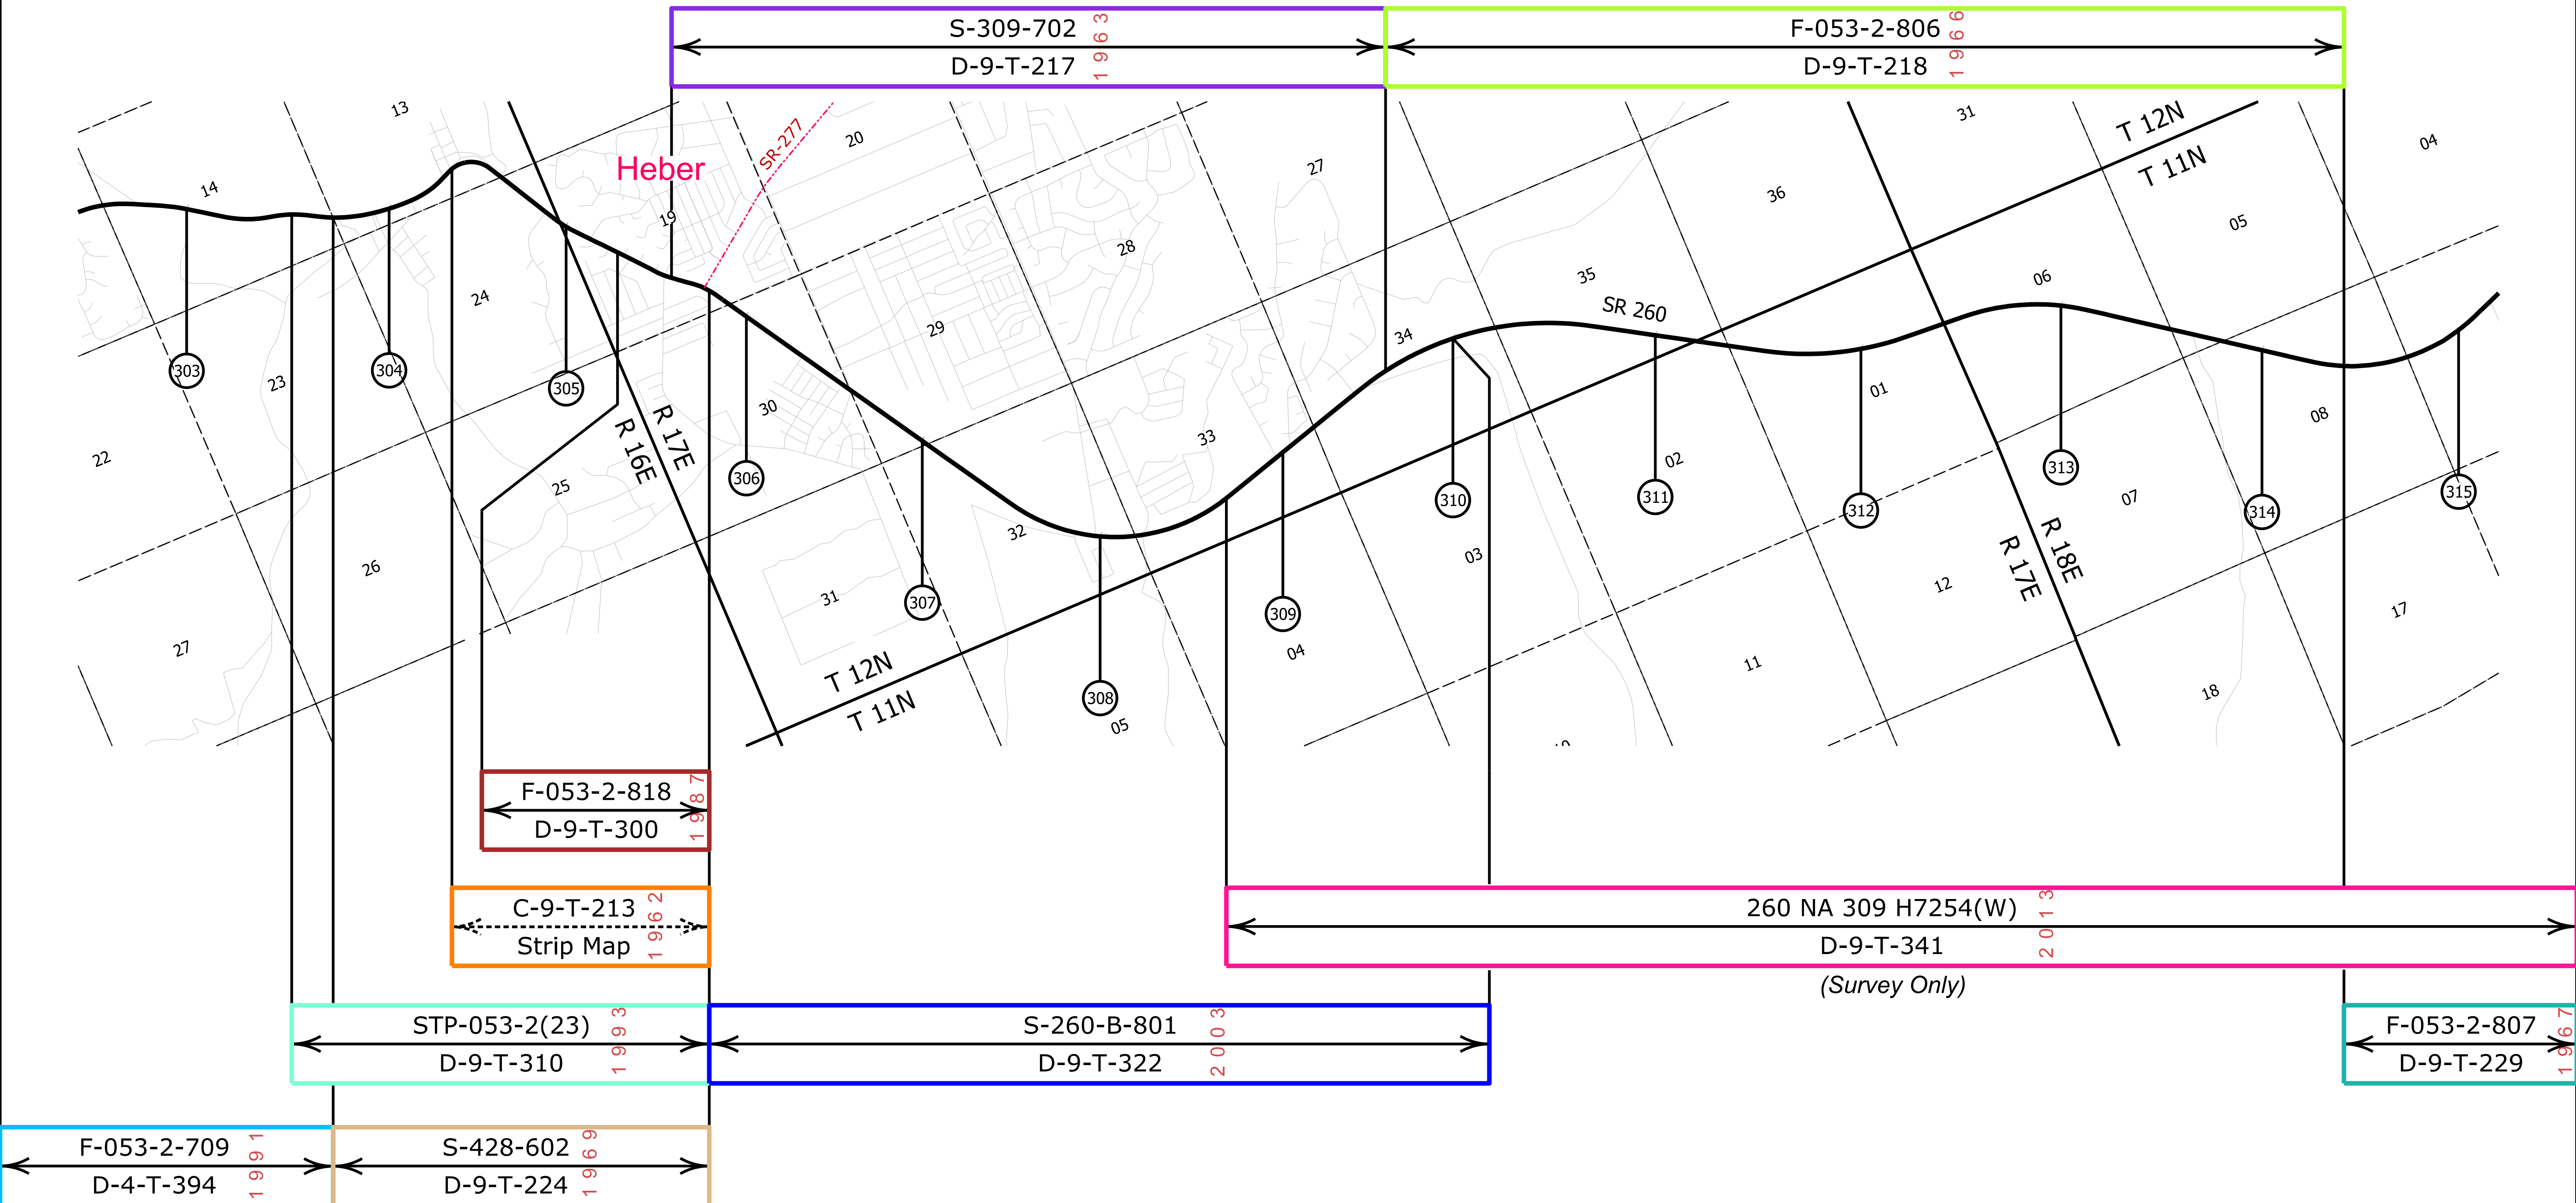 S-309-702
1963
D-9-T-217
F-053-2-806
1966
D-9-T-218
13
14
Heber
SR-277
20
19
27
28
31
T 12N
T 11N
36
04
05
24
29
35
SR 260
34
06
303
23
304
305
R 17E
R 16E
30
33
01
08
22
25
306
32
310
02
311
312
313
07
314
315
26
31
307
03
309
04
R 18E
R 17E
12
17
27
T 12N
T 11N
308
05
11
18
F-053-2-818
1987
D-9-T-300
C-9-T-213
1962
Strip Map
260 NA 309 H7254(W)
2013
D-9-T-341
(Survey Only)
STP-053-2(23)
1993
D-9-T-310
S-260-B-801
2003
D-9-T-322
F-053-2-807
1967
D-9-T-229
F-053-2-709
1991
D-4-T-394
S-428-602
1969
D-9-T-224